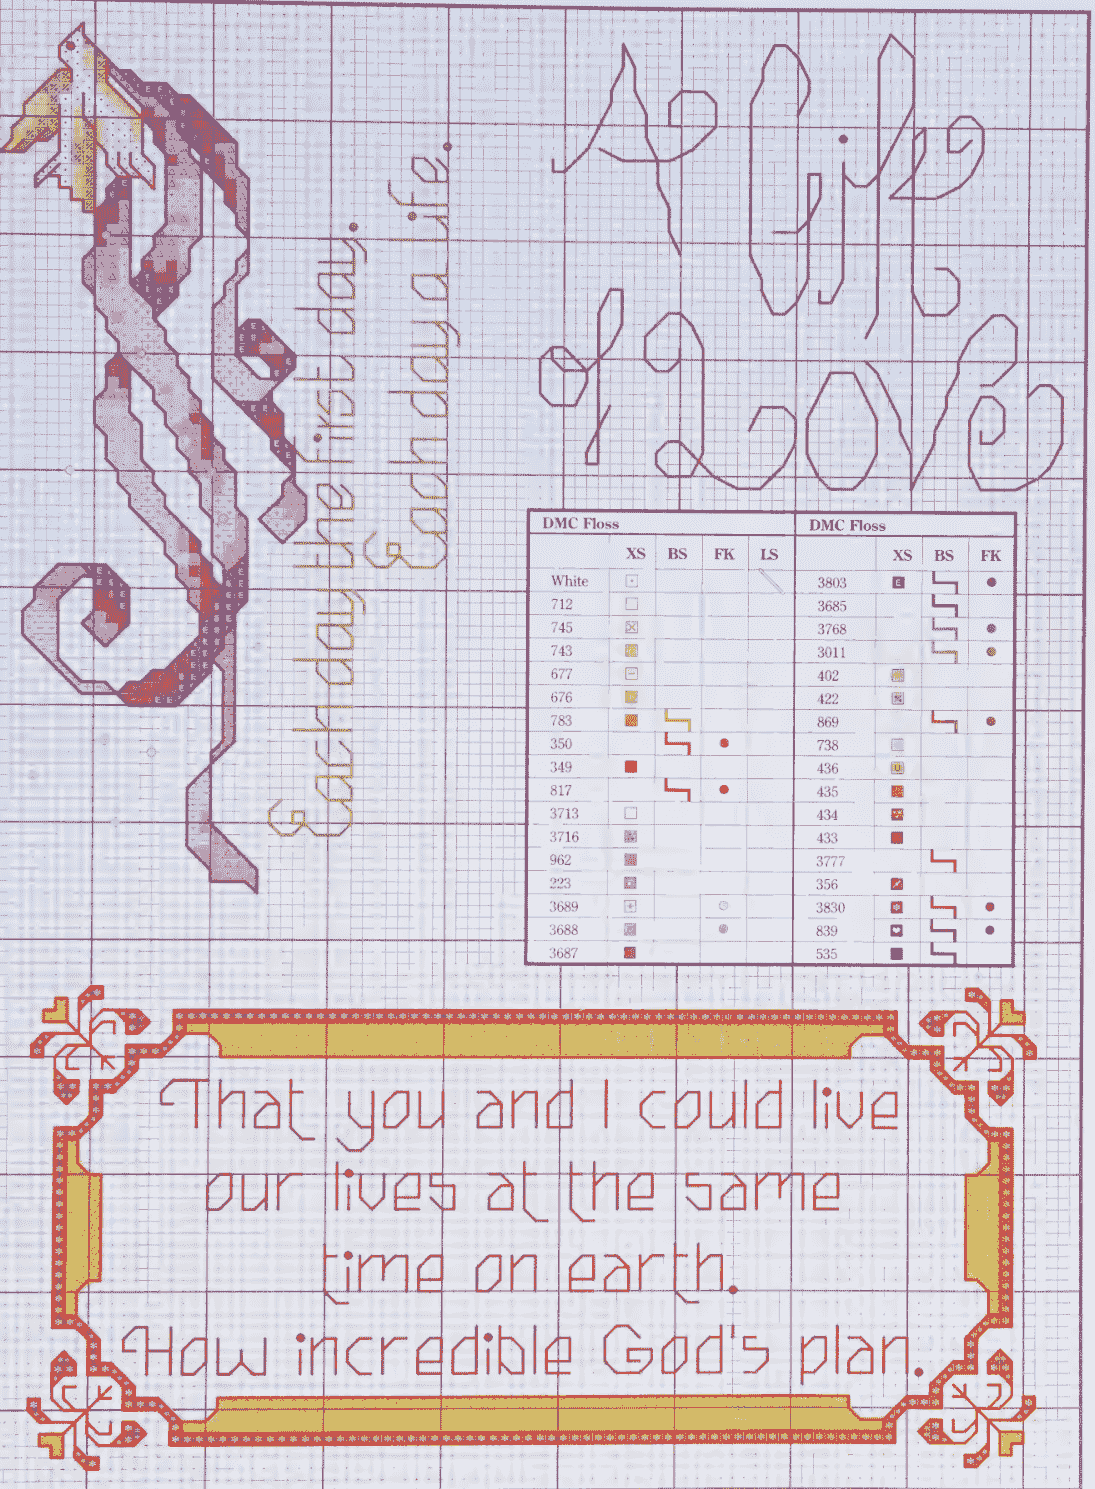 Each day the first day.
Each day a life.
DMC Floss DMC Floss
XS BS FK LS XS BS FK
White 3803
712 3685
745 3768
743 3011
677 402
676 422
783 869
350 738
349 436
817 435
3713 434
3716 433
962 3777
223 356
3689 3830
3688 839
3687 535
That you and I could live
our lives at the same
time on earth.
How incredible God's plan.